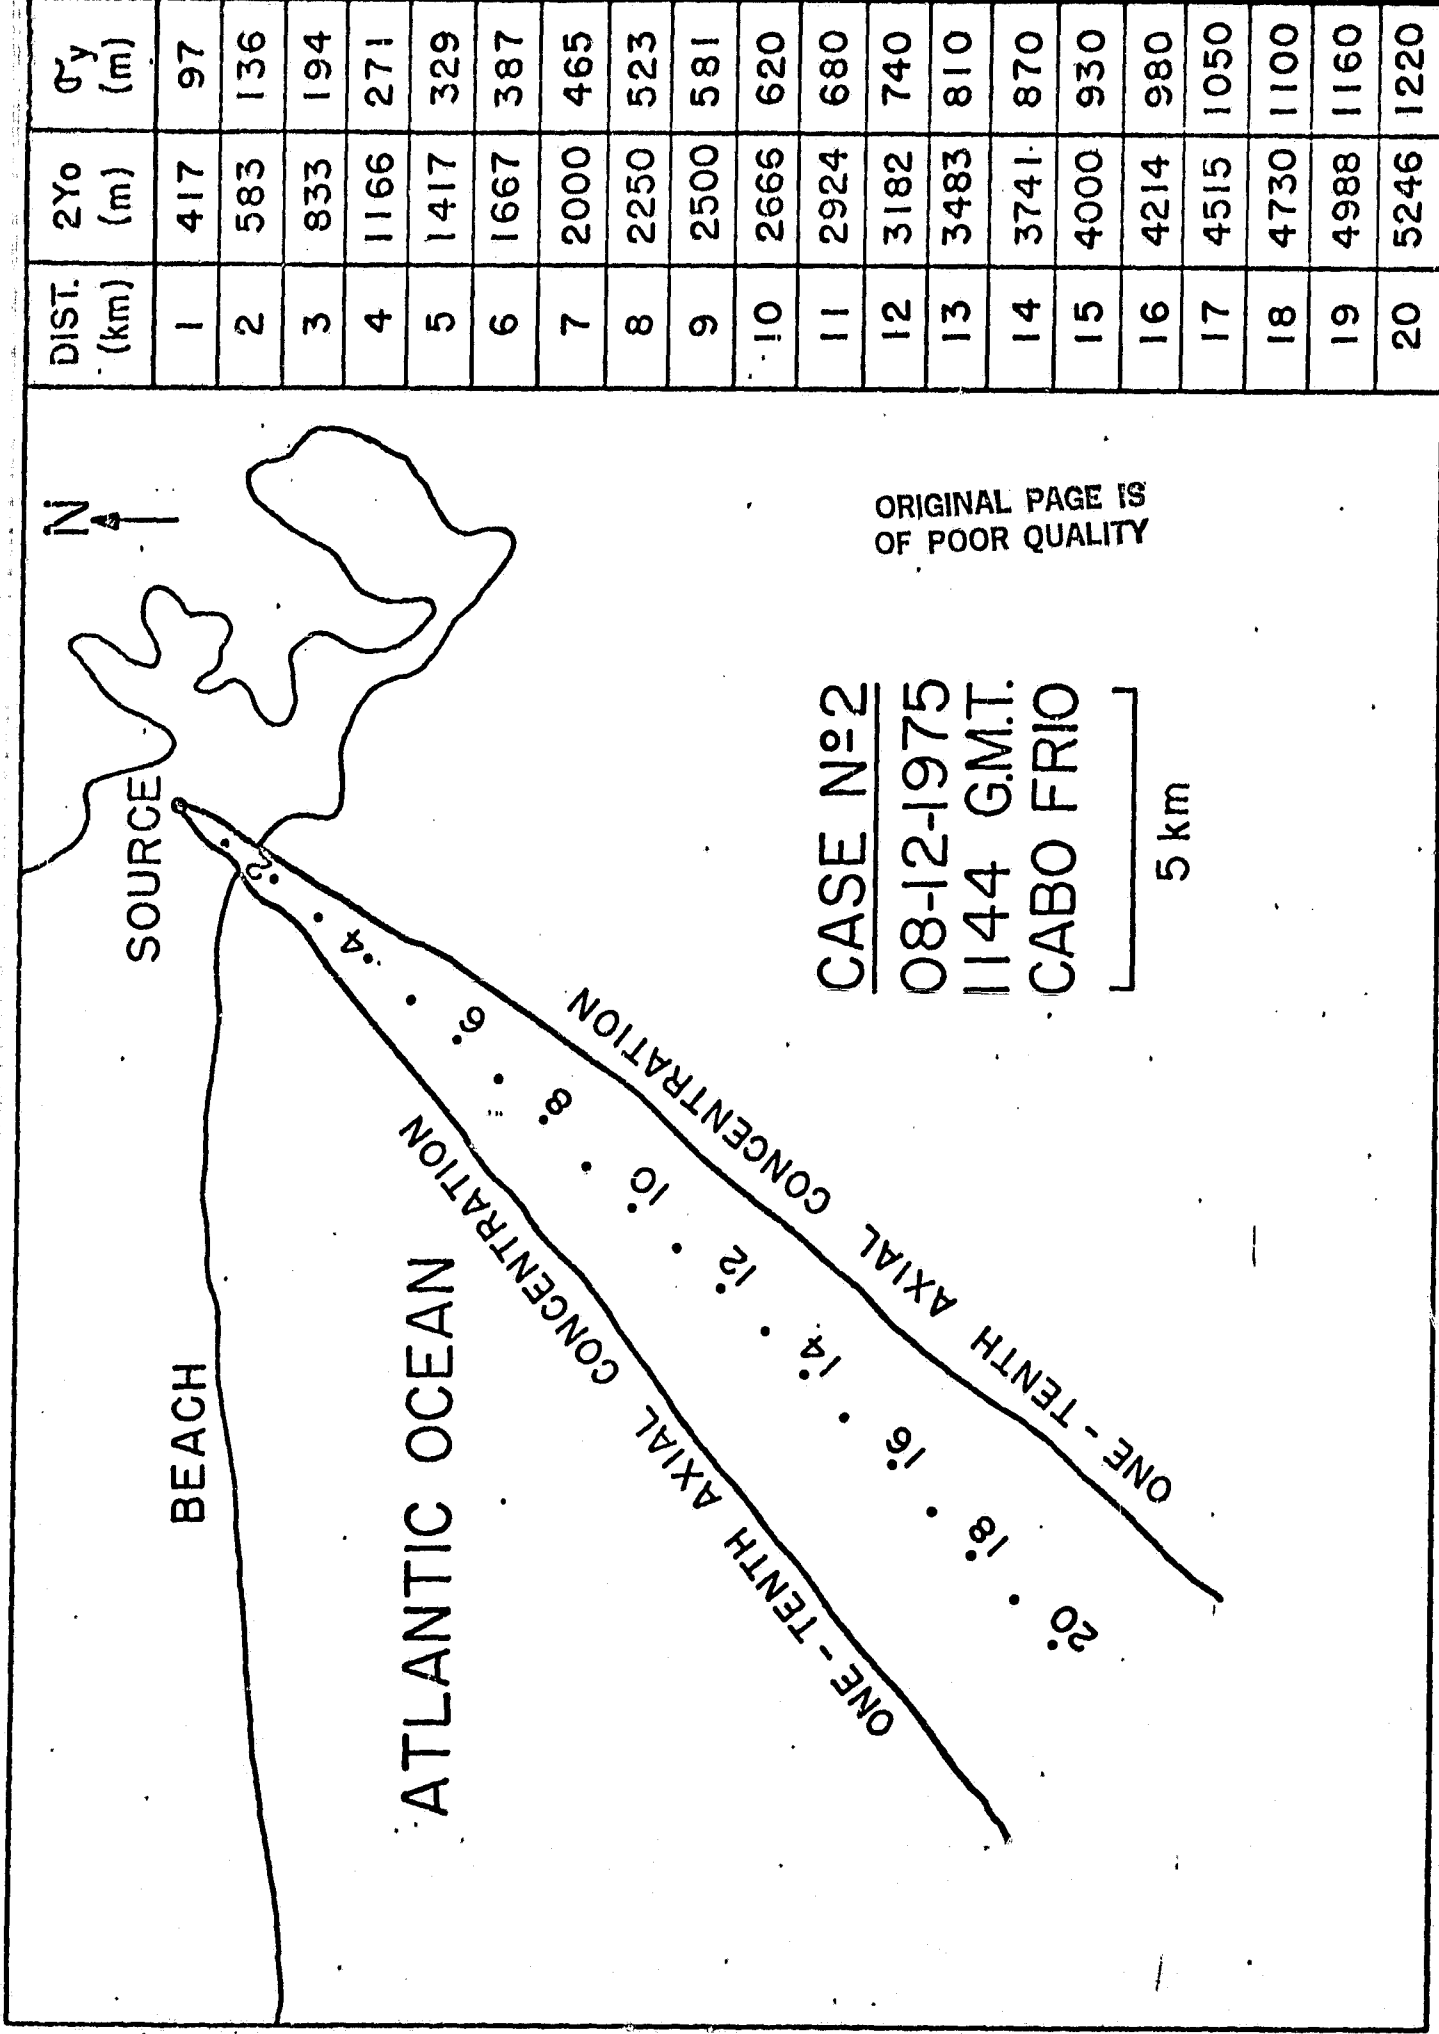 N
SOURCE
BEACH
ATLANTIC OCEAN
2
4
6
8
10
12
14
16
18
20
ONE-TENTH AXIAL CONCENTRATION
ONE-TENTH AXIAL CONCENTRATION
CASE Nº2
08-12-1975
1144 G.M.T.
CABO FRIO
5 km
ORIGINAL PAGE IS
OF POOR QUALITY
DIST. 2Yo σy
(km) (m) (m)
1 417 97
2 583 136
3 833 194
4 1166 271
5 1417 329
6 1667 387
7 2000 465
8 2250 523
9 2500 581
10 2666 620
11 2924 680
12 3182 740
13 3483 810
14 3741 870
15 4000 930
16 4214 980
17 4515 1050
18 4730 1100
19 4988 1160
20 5246 1220